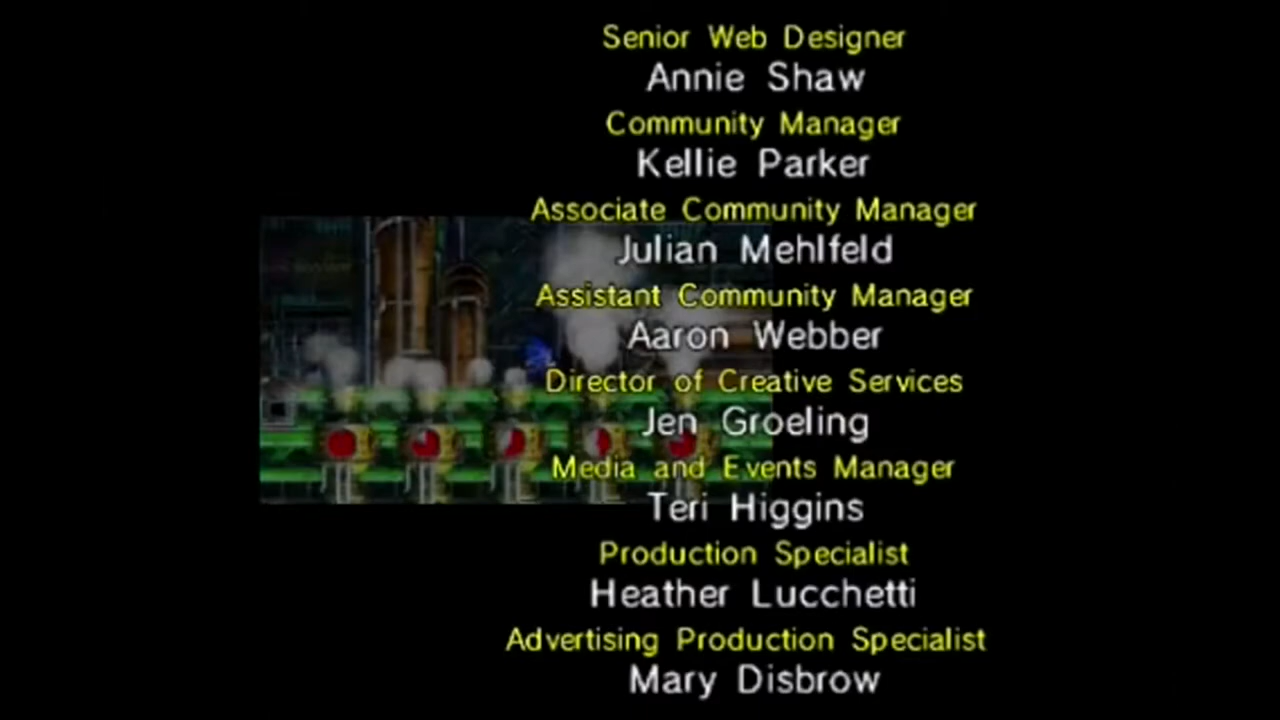 Senior Web Designer
Annie Shaw
Community Manager
Kellie Parker
Associate Community Manager
Julian Mehlfeld
Assistant Community Manager
Aaron Webber
Director of Creative Services
Jen Groeling
Media and Events Manager
Teri Higgins
Production Specialist
Heather Lucchetti
Advertising Production Specialist
Mary Disbrow